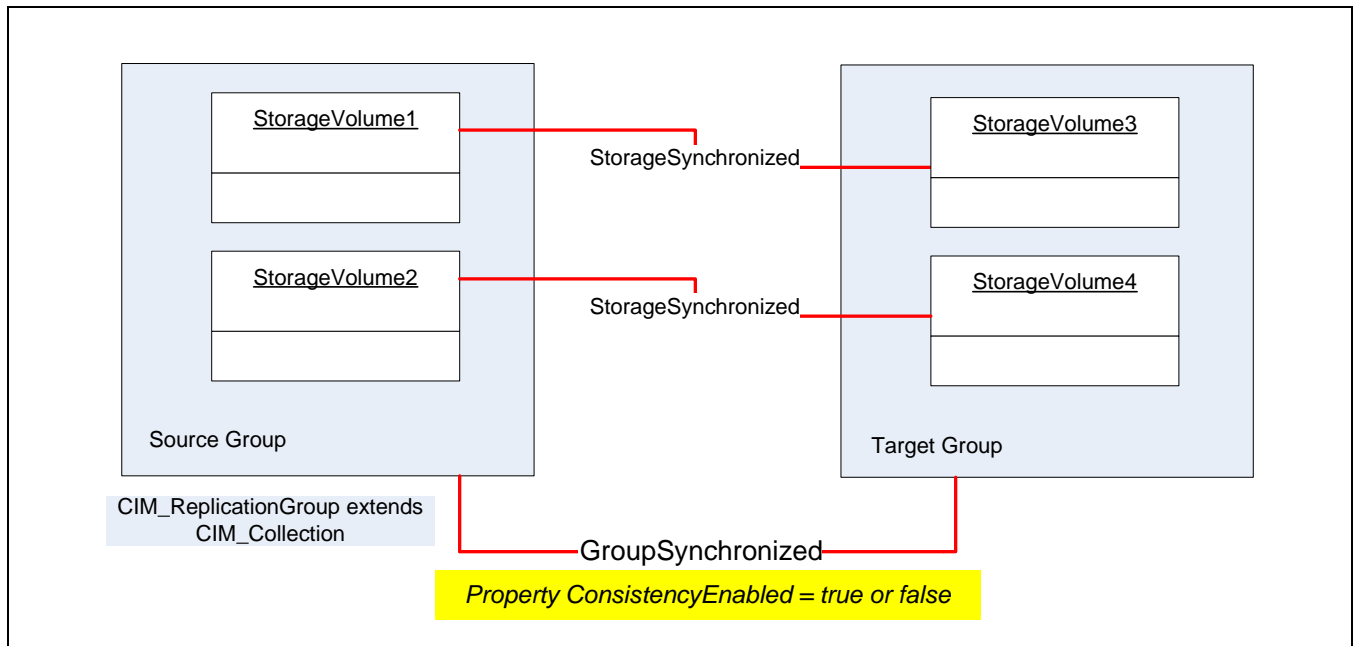 StorageVolume1
StorageVolume3
StorageSynchronized
StorageVolume2
StorageVolume4
StorageSynchronized
Source Group
Target Group
CIM_ReplicationGroup extends
CIM_Collection
GroupSynchronized
Property ConsistencyEnabled = true or false